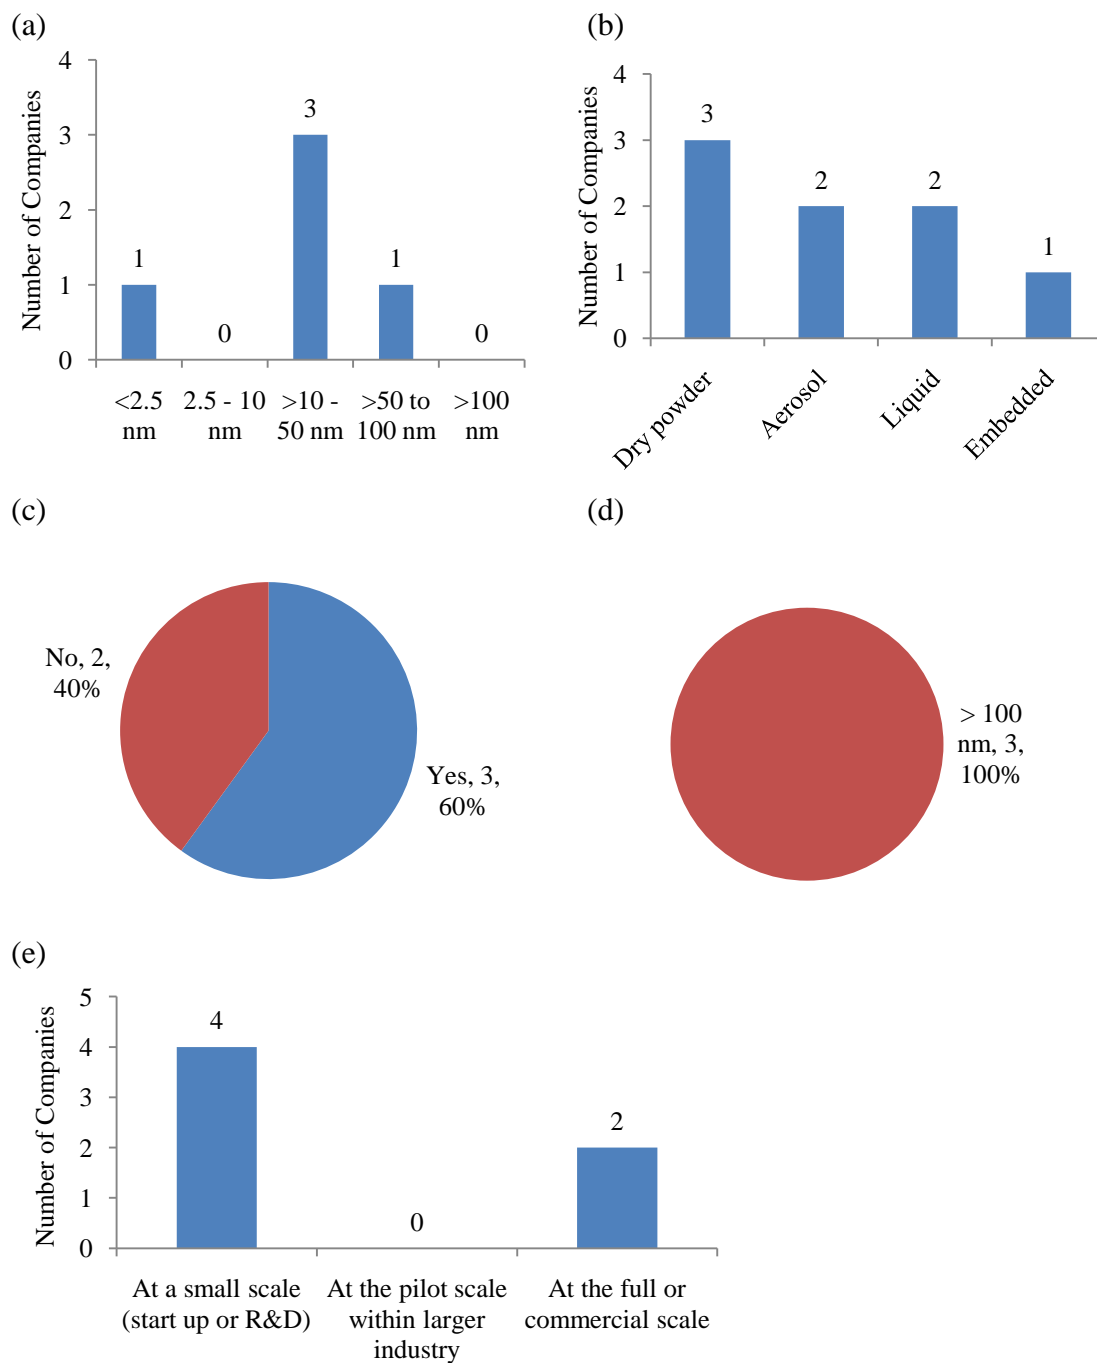 (a)
Number of Companies
4
3
2
1
0
1
0
3
1
0
<2.5
nm
2.5 - 10
nm
>10 -
50 nm
>50 to
100 nm
>100
nm
(b)
Number of Companies
4
3
2
1
0
3
2
2
1
Dry powder
Aerosol
Liquid
Embedded
(c)
No, 2,
40%
Yes, 3,
60%
(d)
> 100
nm, 3,
100%
(e)
Number of Companies
5
4
3
2
1
0
4
0
2
At a small scale
(start up or R&D)
At the pilot scale
within larger
industry
At the full or
commercial scale